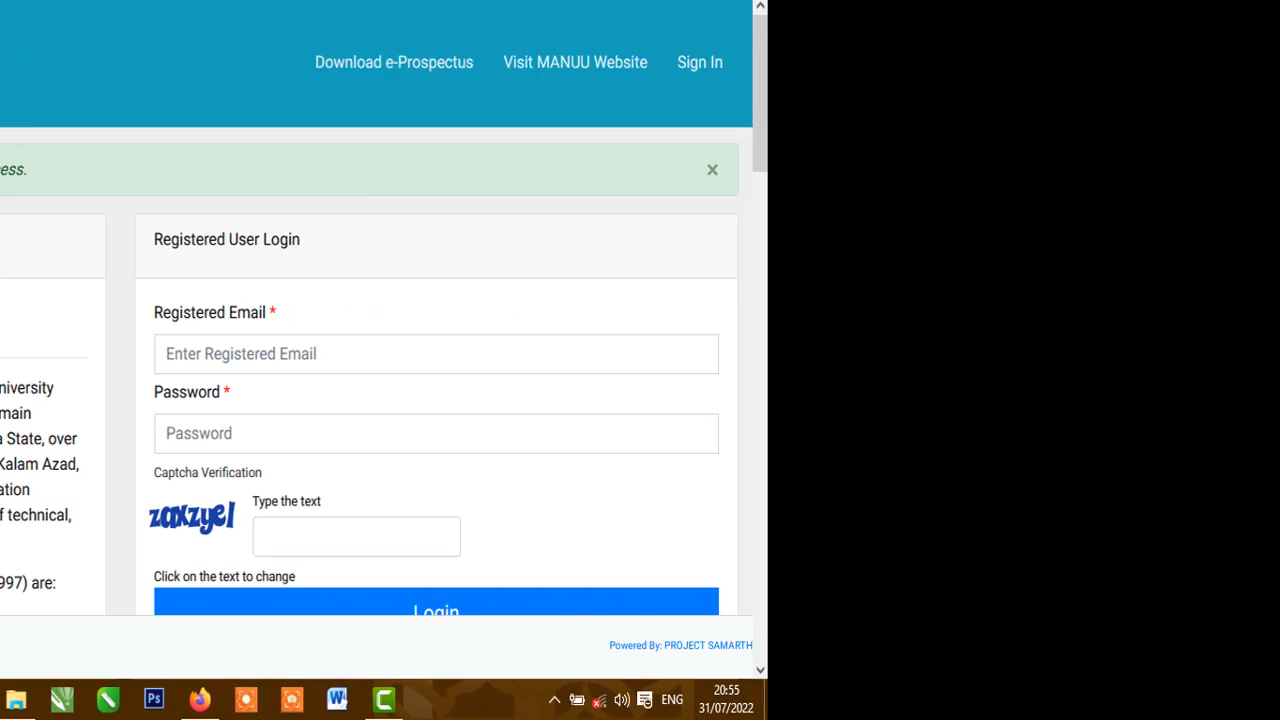 Download e-Prospectus Visit MANUU Website Sign In
ess.
×
Registered User Login
Registered Email *
Enter Registered Email
niversity
Password *
main
a State, over
Password
Kalam Azad,
Captcha Verification
ation
Type the text
f technical,
zaxzyel
Click on the text to change
997) are:
Login
Powered By: PROJECT SAMARTH
Ps
W
C
ENG
20:55
31/07/2022